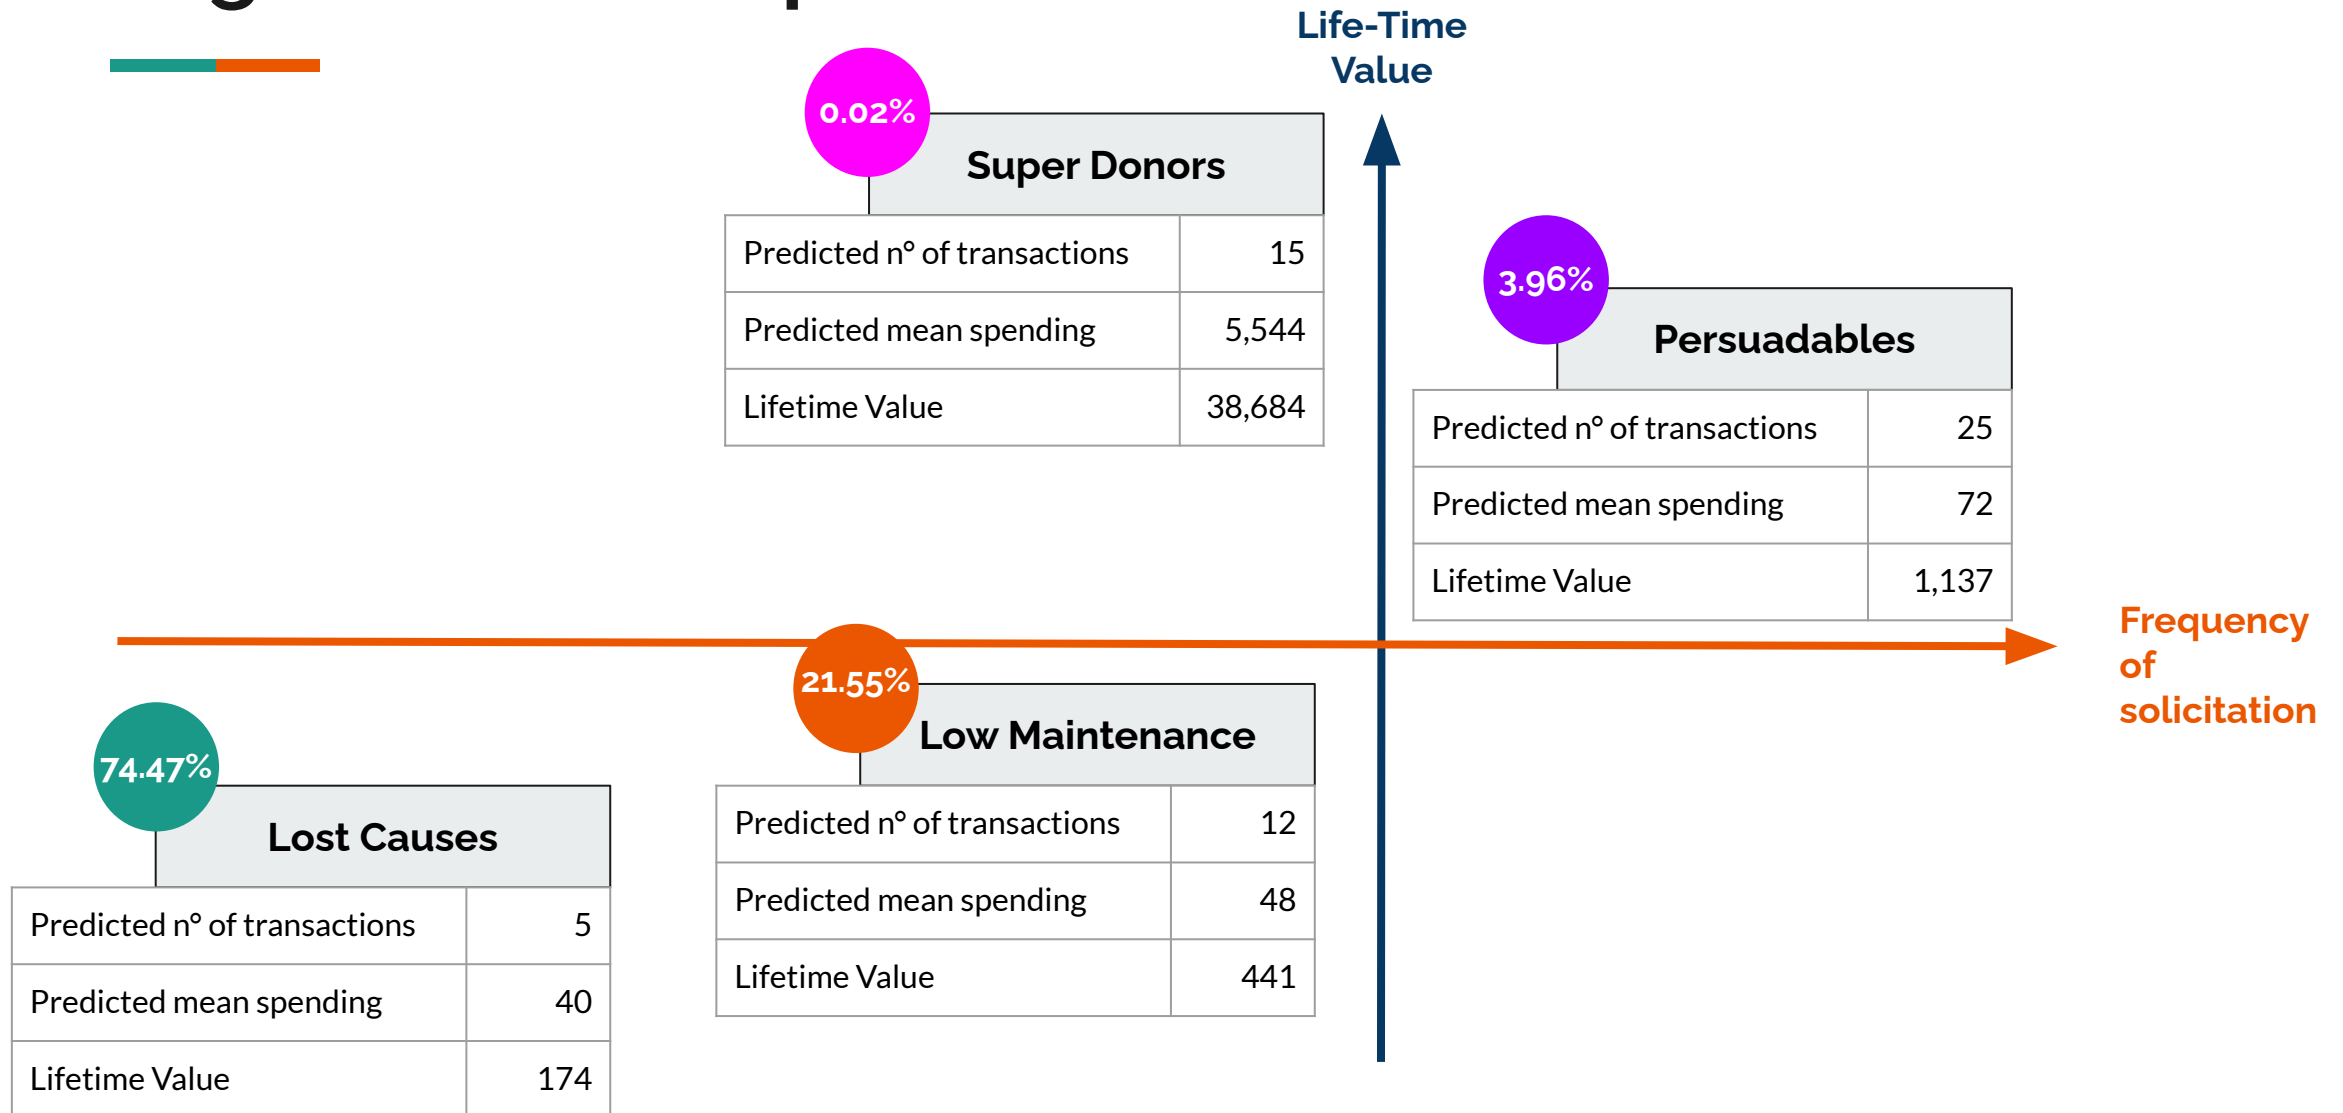 Life-Time
Value
0.02%
Super Donors
Predicted n° of transactions 15
Predicted mean spending 5,544
Lifetime Value 38,684
3.96%
Persuadables
Predicted n° of transactions 25
Predicted mean spending 72
Lifetime Value 1,137
Frequency
of
solicitation
21.55%
Low Maintenance
Predicted n° of transactions 12
Predicted mean spending 48
Lifetime Value 441
74.47%
Lost Causes
Predicted n° of transactions 5
Predicted mean spending 40
Lifetime Value 174